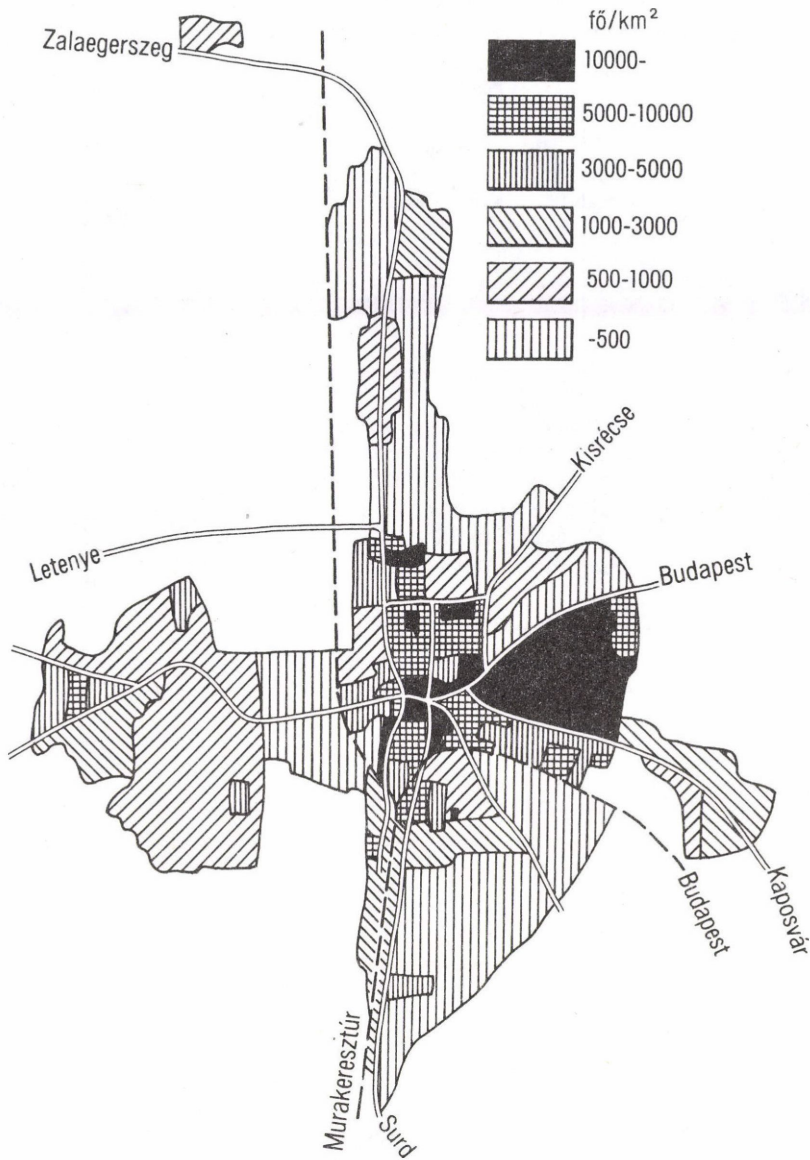 fő/km²
10000-
5000-10000
3000-5000
1000-3000
500-1000
-500
Zalaegerszeg
Kisrécse
Letenye
Budapest
Budapest
Kaposvár
Murakeresztúr
Surd